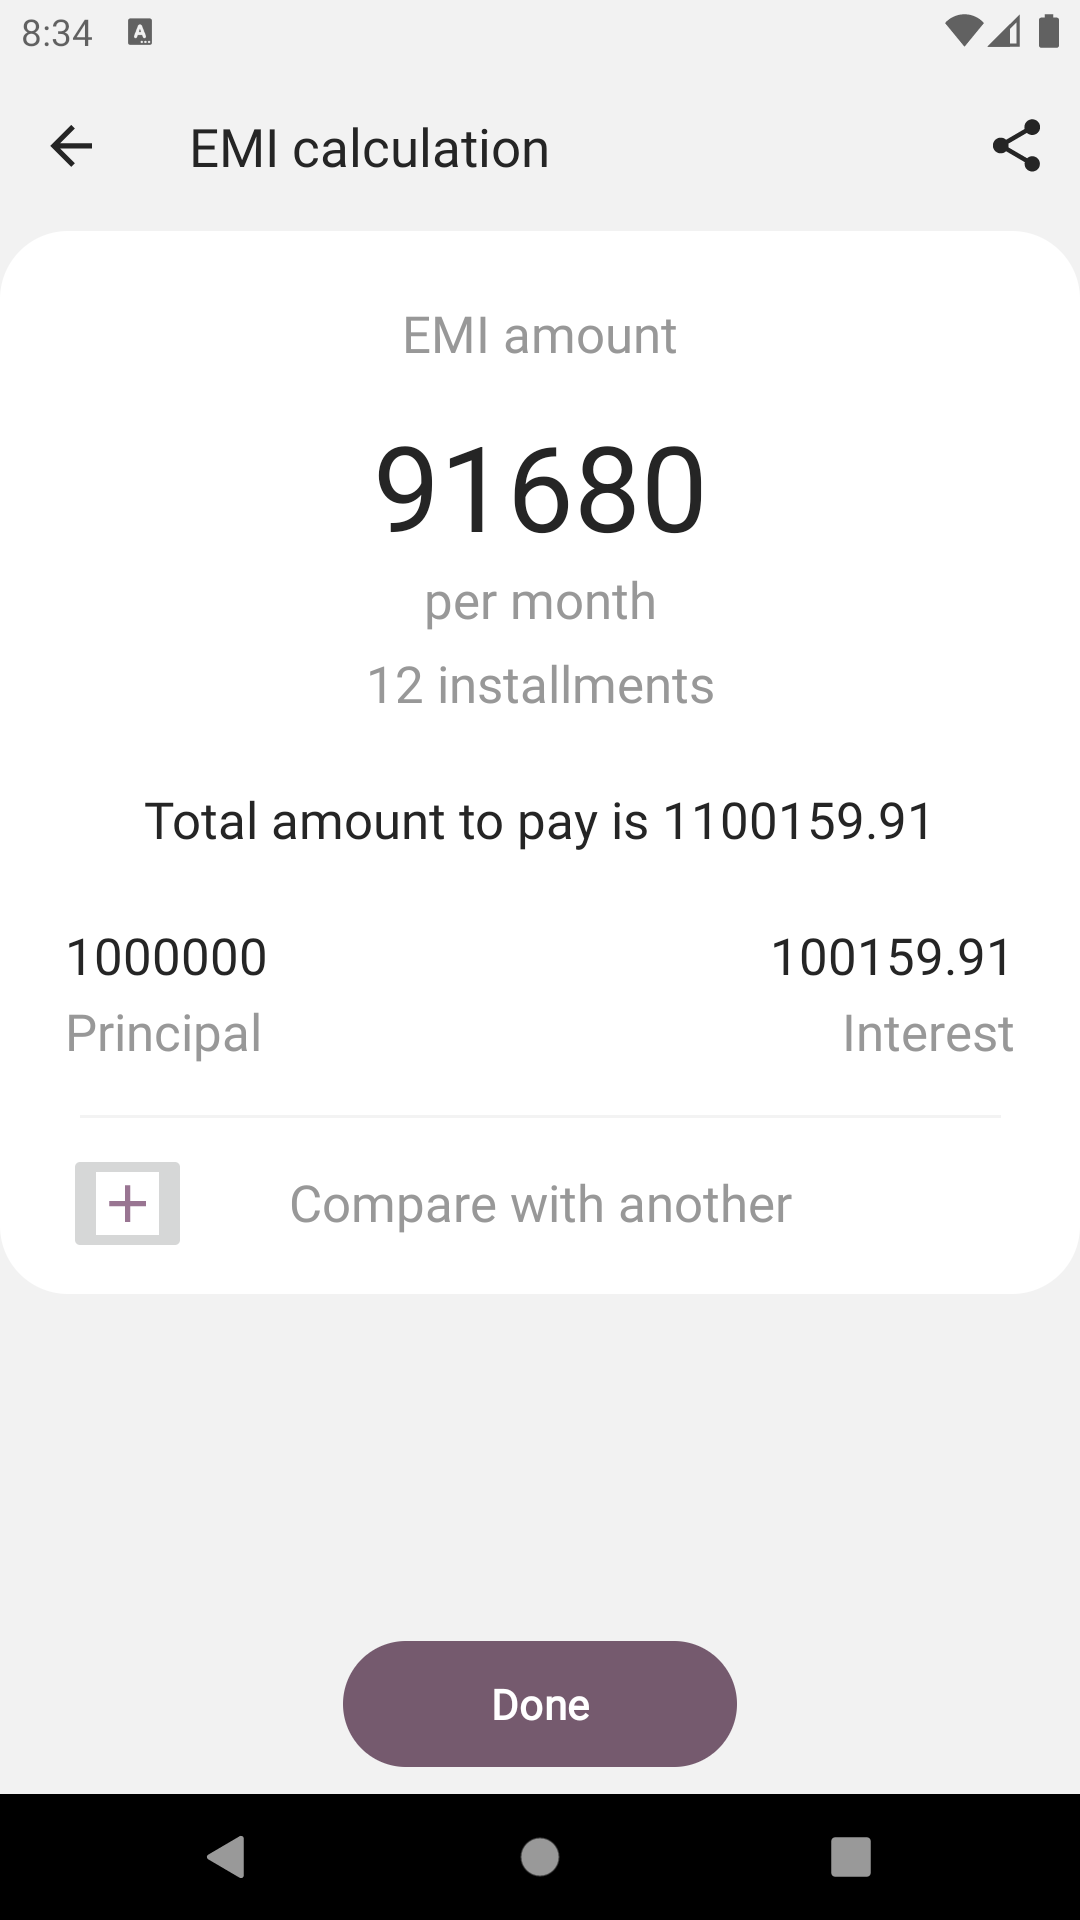 8:34
EMI calculation
EMI amount
91680
per month
12 installments
Total amount to pay is 1100159.91
1000000
100159.91
Principal
Interest
Compare with another
Done